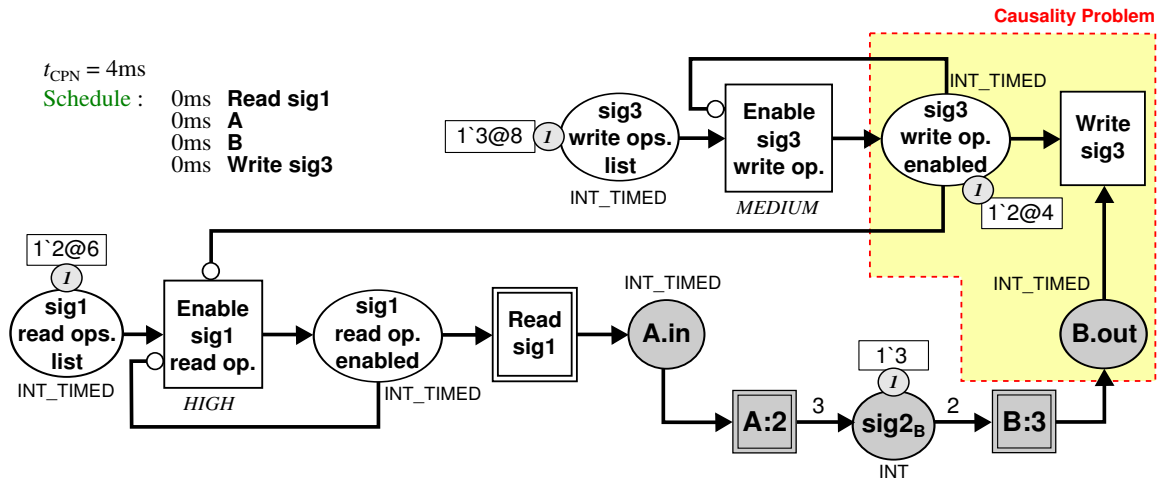 Causality Problem
t_CPN = 4ms
Schedule : 0ms Read sig1
0ms A
0ms B
0ms Write sig3
1`3@8
1
sig3
write ops.
list
INT_TIMED
Enable
sig3
write op.
MEDIUM
INT_TIMED
sig3
write op.
enabled
1
1`2@4
Write
sig3
1`2@6
1
sig1
read ops.
list
INT_TIMED
Enable
sig1
read op.
HIGH
sig1
read op.
enabled
INT_TIMED
Read
sig1
INT_TIMED
A.in
INT_TIMED
B.out
A:2
3
1`3
1
sig2_B
INT
2
B:3